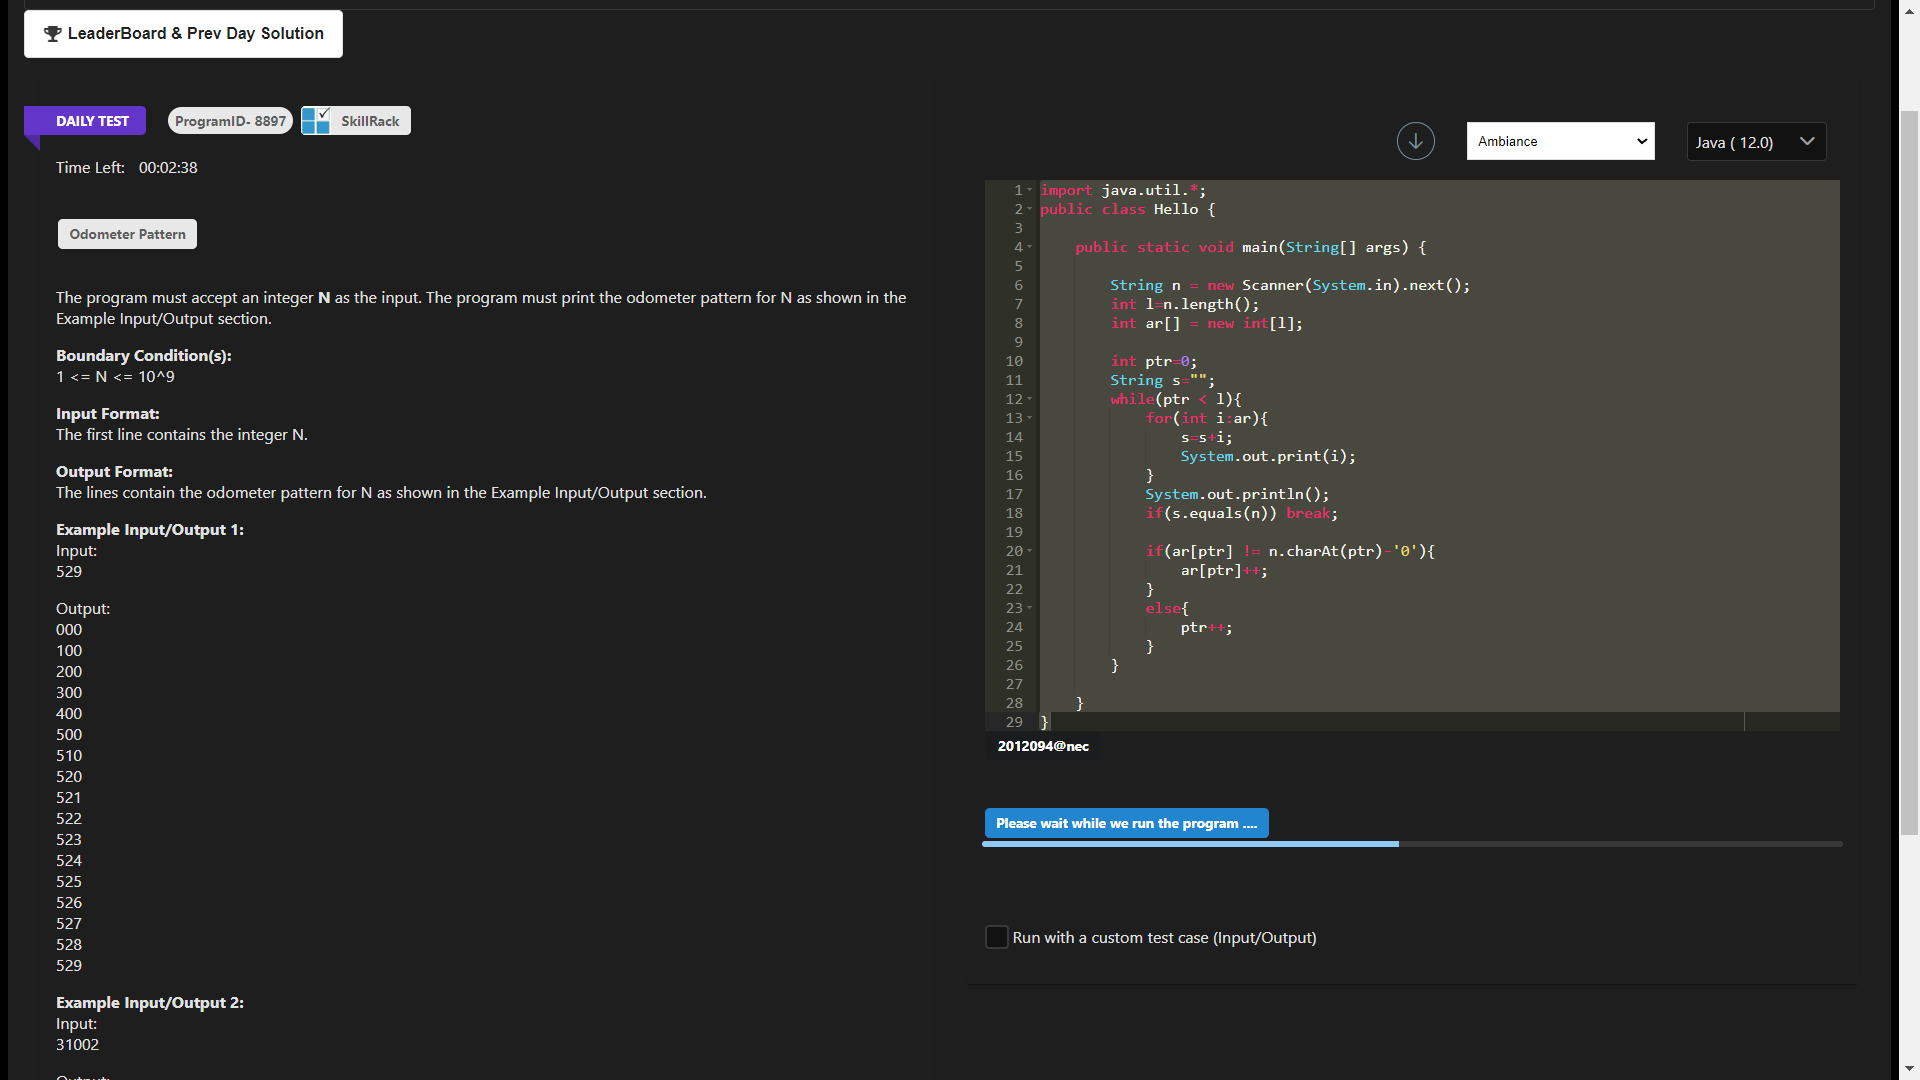 LeaderBoard & Prev Day Solution
DAILY TEST
ProgramID- 8897
SkillRack
Time Left: 00:02:38
Odometer Pattern
The program must accept an integer N as the input. The program must print the odometer pattern for N as shown in the
Example Input/Output section.
Boundary Condition(s):
1 <= N <= 10^9
Input Format:
The first line contains the integer N.
Output Format:
The lines contain the odometer pattern for N as shown in the Example Input/Output section.
Example Input/Output 1:
Input:
529
Output:
000
100
200
300
400
500
510
520
521
522
523
524
525
526
527
528
529
Example Input/Output 2:
Input:
31002
Output:
Ambiance
Java ( 12.0)
1 import java.util.*;
2 public class Hello {
3
4 public static void main(String[] args) {
5
6 String n = new Scanner(System.in).next();
7 int l=n.length();
8 int ar[] = new int[l];
9
10 int ptr=0;
11 String s="";
12 while(ptr < l){
13 for(int i:ar){
14 s=s+i;
15 System.out.print(i);
16 }
17 System.out.println();
18 if(s.equals(n)) break;
19
20 if(ar[ptr] != n.charAt(ptr)-'0'){
21 ar[ptr]++;
22 }
23 else{
24 ptr++;
25 }
26 }
27
28 }
29 }
2012094@nec
Please wait while we run the program ....
Run with a custom test case (Input/Output)